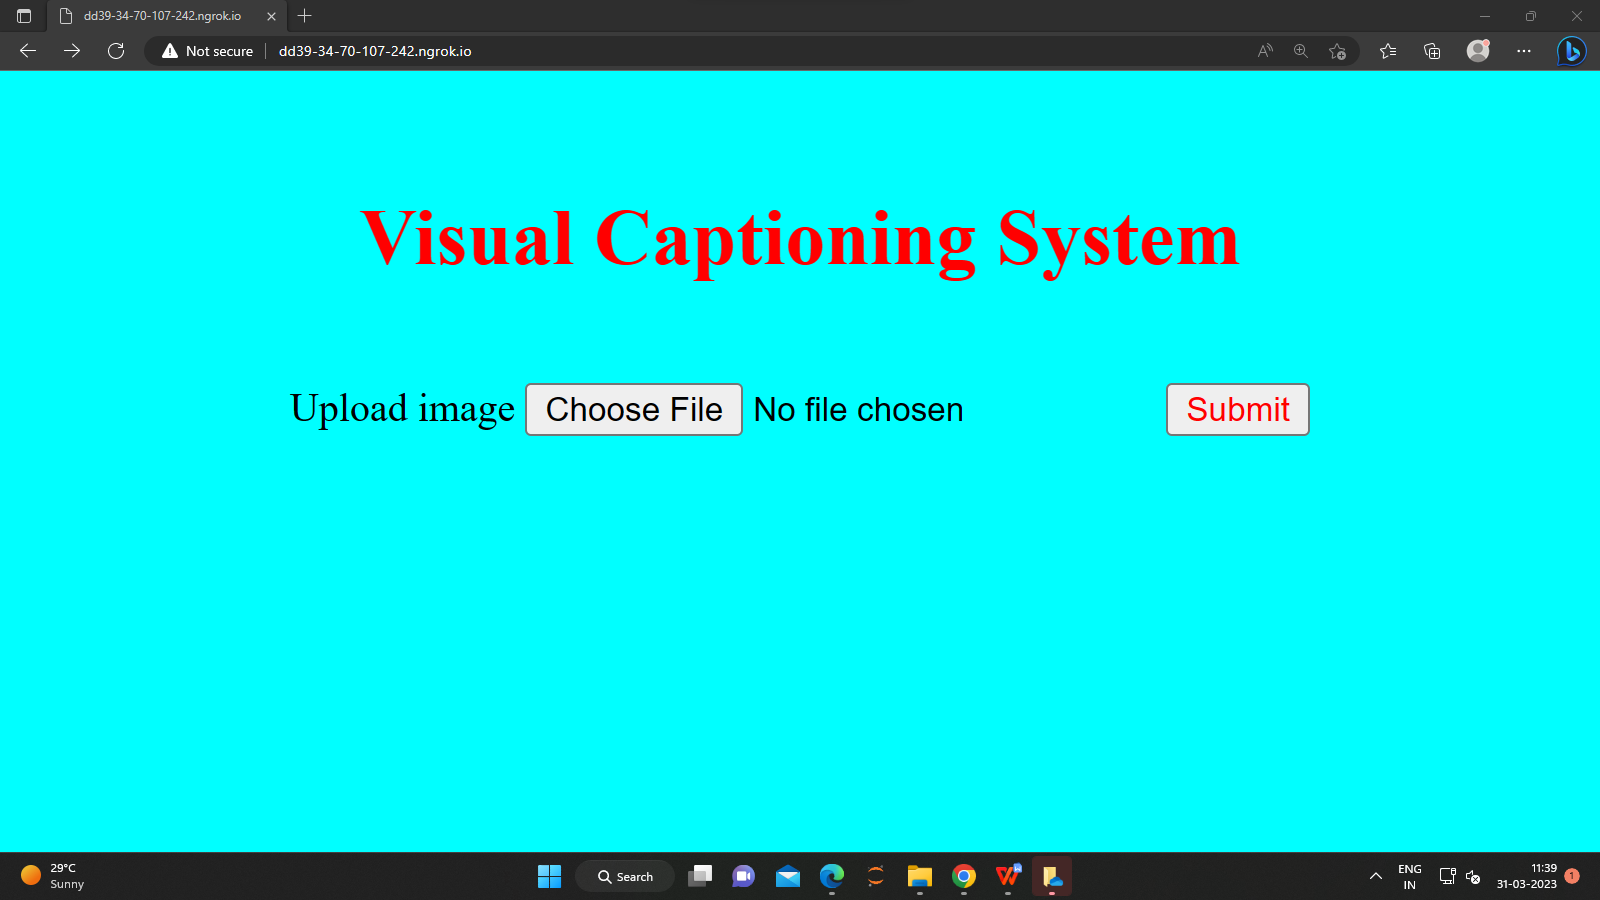 dd39-34-70-107-242.ngrok.io
Not secure
dd39-34-70-107-242.ngrok.io
Visual Captioning System
Upload image Choose File No file chosen Submit
29°C
Sunny
Search
ENG
IN
11:39
31-03-2023
1